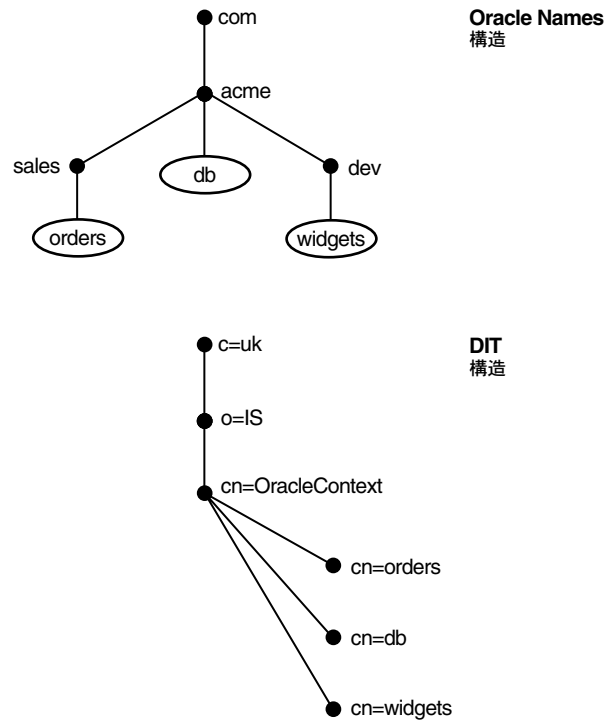 com
Oracle Names
構造
acme
sales
db
dev
orders
widgets
c=uk
DIT
構造
o=IS
cn=OracleContext
cn=orders
cn=db
cn=widgets